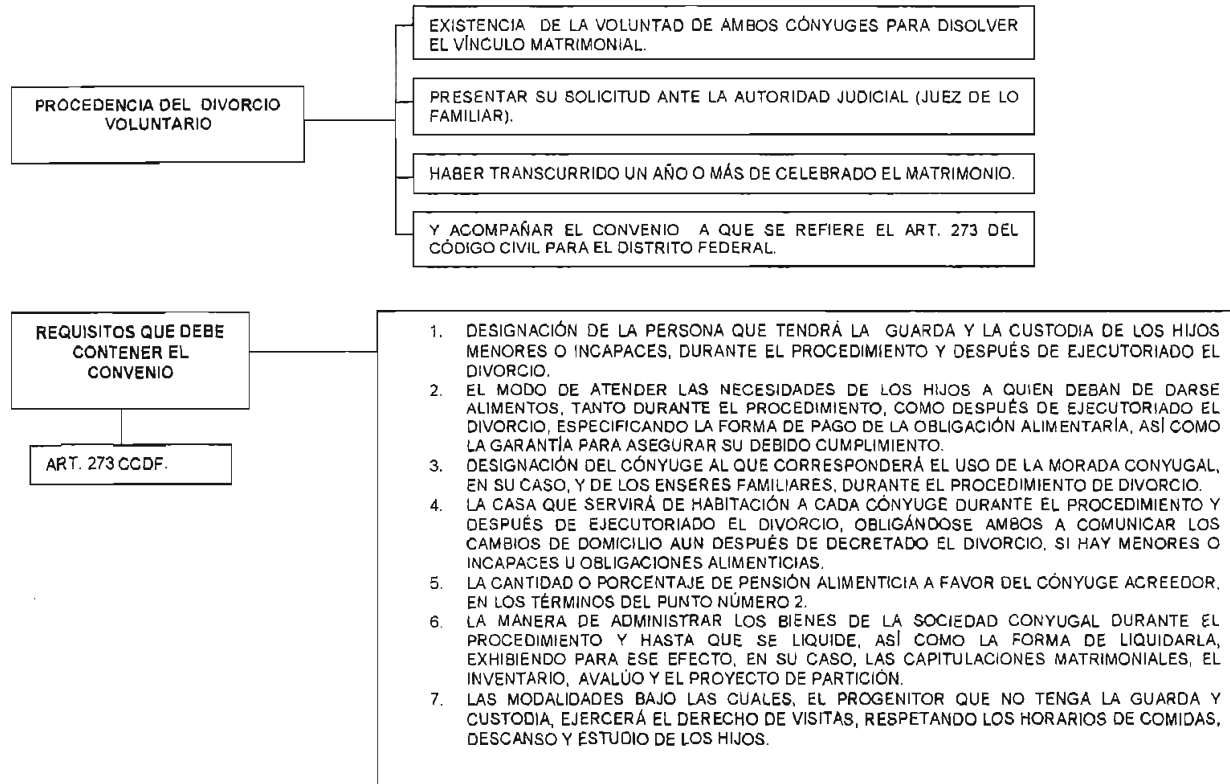 PROCEDENCIA DEL DIVORCIO
VOLUNTARIO
EXISTENCIA DE LA VOLUNTAD DE AMBOS CÓNYUGES PARA DISOLVER
EL VÍNCULO MATRIMONIAL.
PRESENTAR SU SOLICITUD ANTE LA AUTORIDAD JUDICIAL (JUEZ DE LO
FAMILIAR).
HABER TRANSCURRIDO UN AÑO O MÁS DE CELEBRADO EL MATRIMONIO.
Y ACOMPAÑAR EL CONVENIO A QUE SE REFIERE EL ART. 273 DEL
CÓDIGO CIVIL PARA EL DISTRITO FEDERAL.
REQUISITOS QUE DEBE
CONTENER EL
CONVENIO
ART. 273 CCDF.
1. DESIGNACIÓN DE LA PERSONA QUE TENDRÁ LA GUARDA Y LA CUSTODIA DE LOS HIJOS
MENORES O INCAPACES, DURANTE EL PROCEDIMIENTO Y DESPUÉS DE EJECUTORIADO EL
DIVORCIO.
2. EL MODO DE ATENDER LAS NECESIDADES DE LOS HIJOS A QUIEN DEBAN DE DARSE
ALIMENTOS, TANTO DURANTE EL PROCEDIMIENTO, COMO DESPUÉS DE EJECUTORIADO EL
DIVORCIO, ESPECIFICANDO LA FORMA DE PAGO DE LA OBLIGACIÓN ALIMENTARÍA, ASÍ COMO
LA GARANTÍA PARA ASEGURAR SU DEBIDO CUMPLIMIENTO.
3. DESIGNACIÓN DEL CÓNYUGE AL QUE CORRESPONDERÁ EL USO DE LA MORADA CONYUGAL,
EN SU CASO, Y DE LOS ENSERES FAMILIARES, DURANTE EL PROCEDIMIENTO DE DIVORCIO.
4. LA CASA QUE SERVIRÁ DE HABITACIÓN A CADA CÓNYUGE DURANTE EL PROCEDIMIENTO Y
DESPUÉS DE EJECUTORIADO EL DIVORCIO, OBLIGÁNDOSE AMBOS A COMUNICAR LOS
CAMBIOS DE DOMICILIO AUN DESPUÉS DE DECRETADO EL DIVORCIO, SI HAY MENORES O
INCAPACES U OBLIGACIONES ALIMENTICIAS.
5. LA CANTIDAD O PORCENTAJE DE PENSIÓN ALIMENTICIA A FAVOR DEL CÓNYUGE ACREEDOR,
EN LOS TÉRMINOS DEL PUNTO NÚMERO 2.
6. LA MANERA DE ADMINISTRAR LOS BIENES DE LA SOCIEDAD CONYUGAL DURANTE EL
PROCEDIMIENTO Y HASTA QUE SE LIQUIDE, ASÍ COMO LA FORMA DE LIQUIDARLA,
EXHIBIENDO PARA ESE EFECTO, EN SU CASO, LAS CAPITULACIONES MATRIMONIALES, EL
INVENTARIO, AVALÚO Y EL PROYECTO DE PARTICIÓN.
7. LAS MODALIDADES BAJO LAS CUALES, EL PROGENITOR QUE NO TENGA LA GUARDA Y
CUSTODIA, EJERCERÁ EL DERECHO DE VISITAS, RESPETANDO LOS HORARIOS DE COMIDAS,
DESCANSO Y ESTUDIO DE LOS HIJOS.